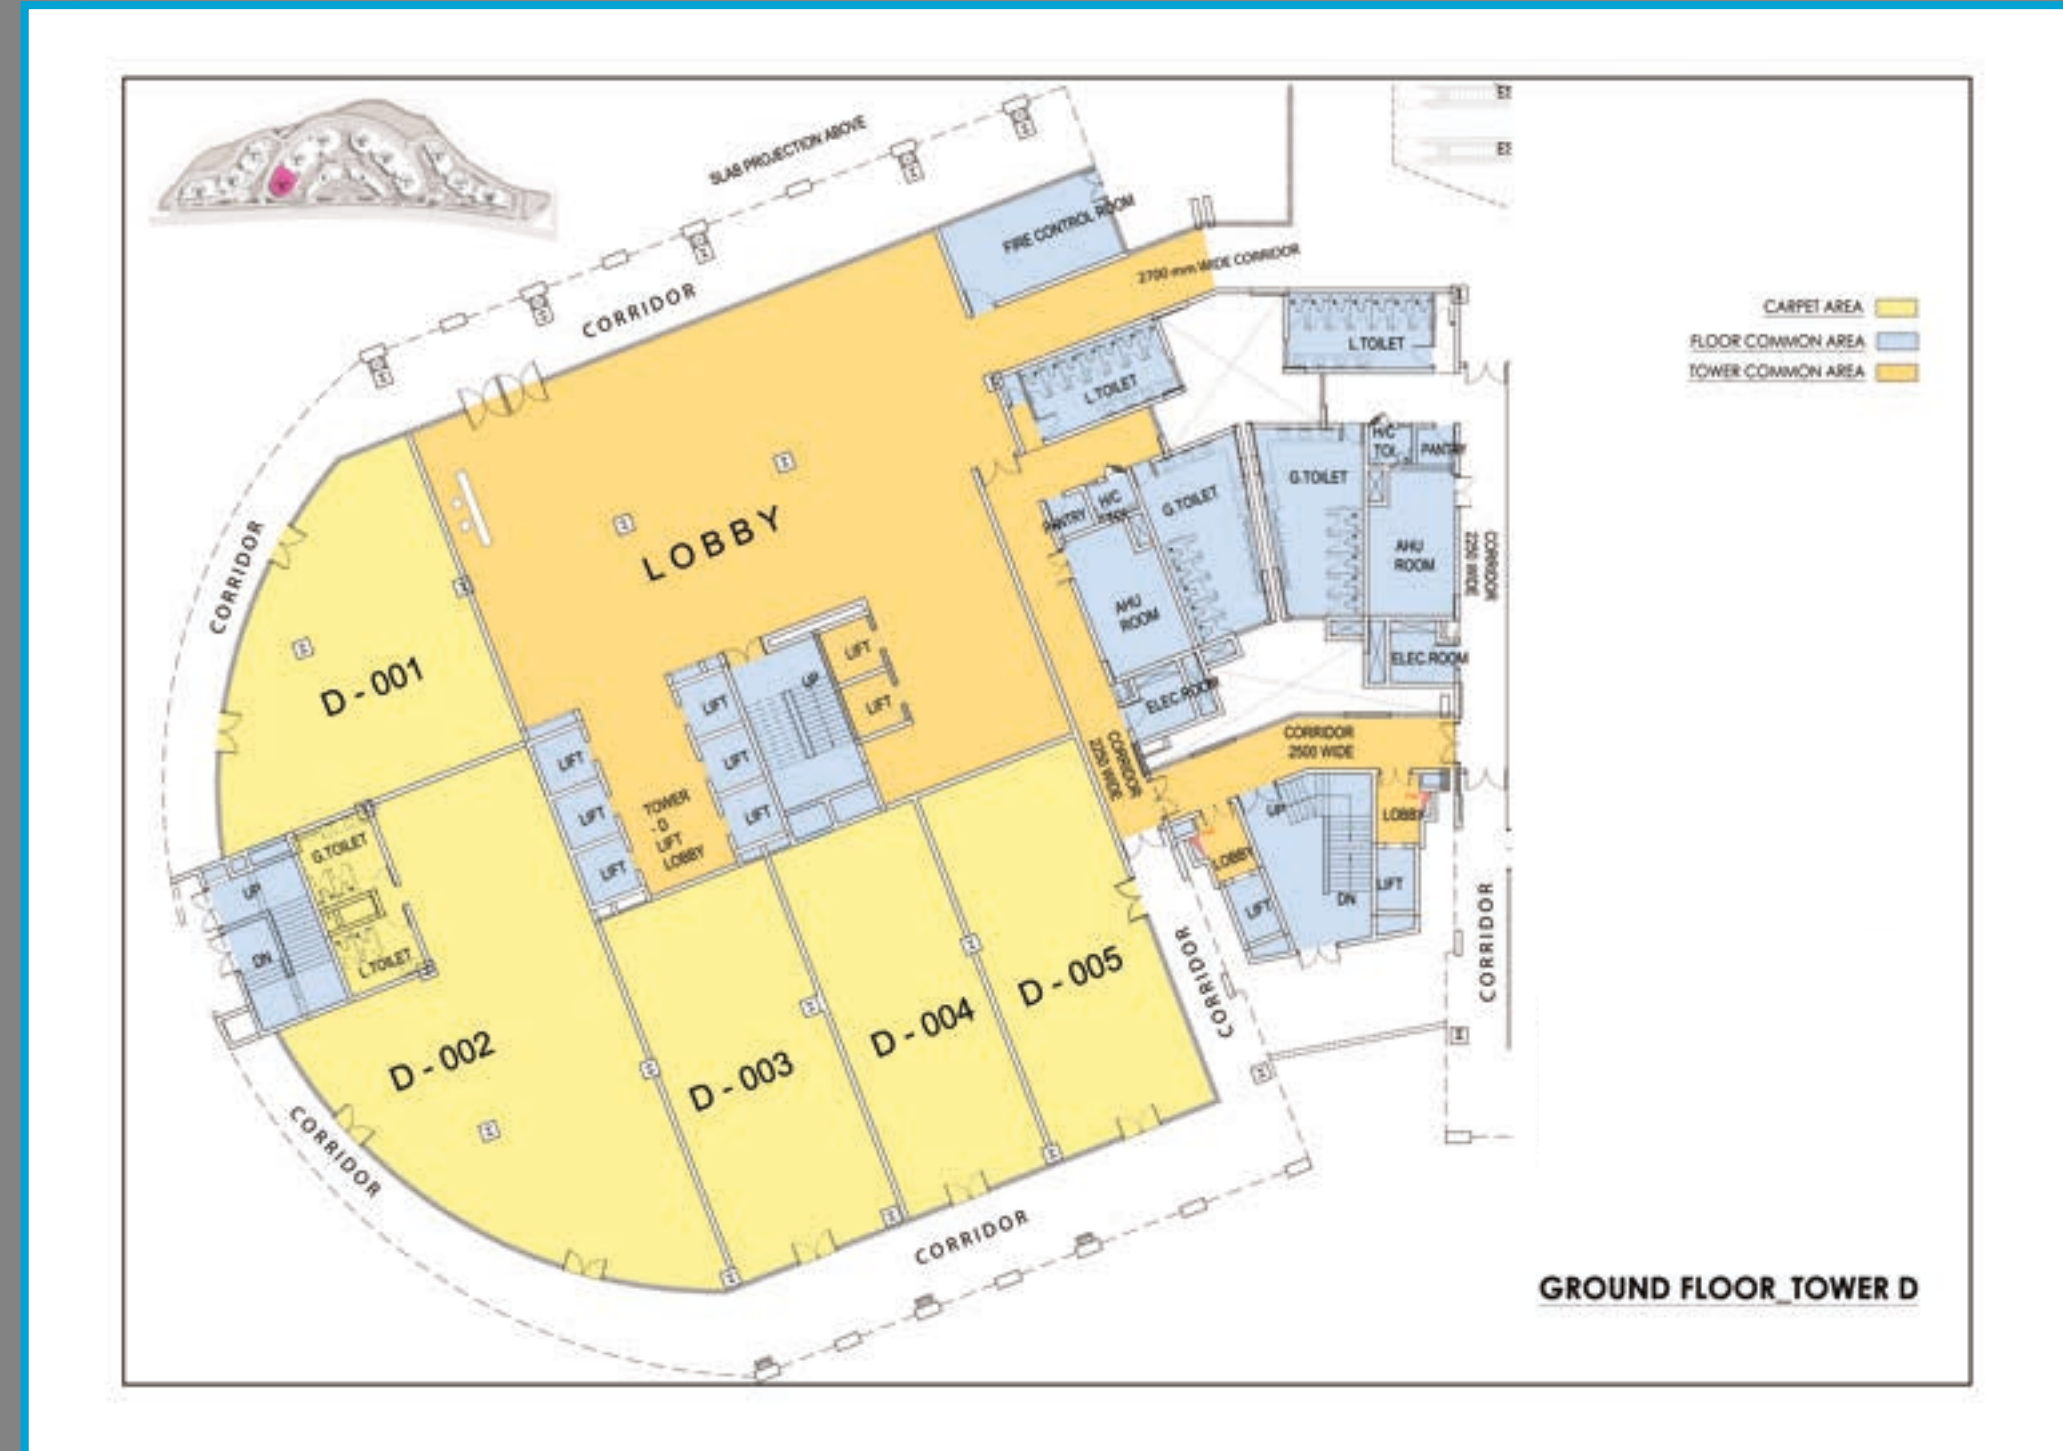 SLAB PROJECTION ABOVE
FIRE CONTROL ROOM
2700 mm WIDE CORRIDOR
CORRIDOR
L.TOILET
L.TOILET
CARPET AREA
FLOOR COMMON AREA
TOWER COMMON AREA
H/C
TOI.
PANTRY
G.TOILET
G.TOILET
PANTRY
H/C
LOBBY
AHU
ROOM
AHU
ROOM
CORRIDOR
2250 WIDE
CORRIDOR
D - 001
LIFT
LIFT
UP
ELEC.ROOM
ELEC.ROOM
LIFT
LIFT
LIFT
LIFT
LIFT
LIFT
TOWER
- D
LIFT
LOBBY
CORRIDOR
2250 WIDE
CORRIDOR
2500 WIDE
UP
LOBBY
LOBBY
LIFT
LIFT
DN
G.TOILET
UP
DN
L.TOILET
CORRIDOR
CORRIDOR
CORRIDOR
D - 002
D - 003
D - 004
D - 005
CORRIDOR
CORRIDOR
GROUND FLOOR_TOWER D